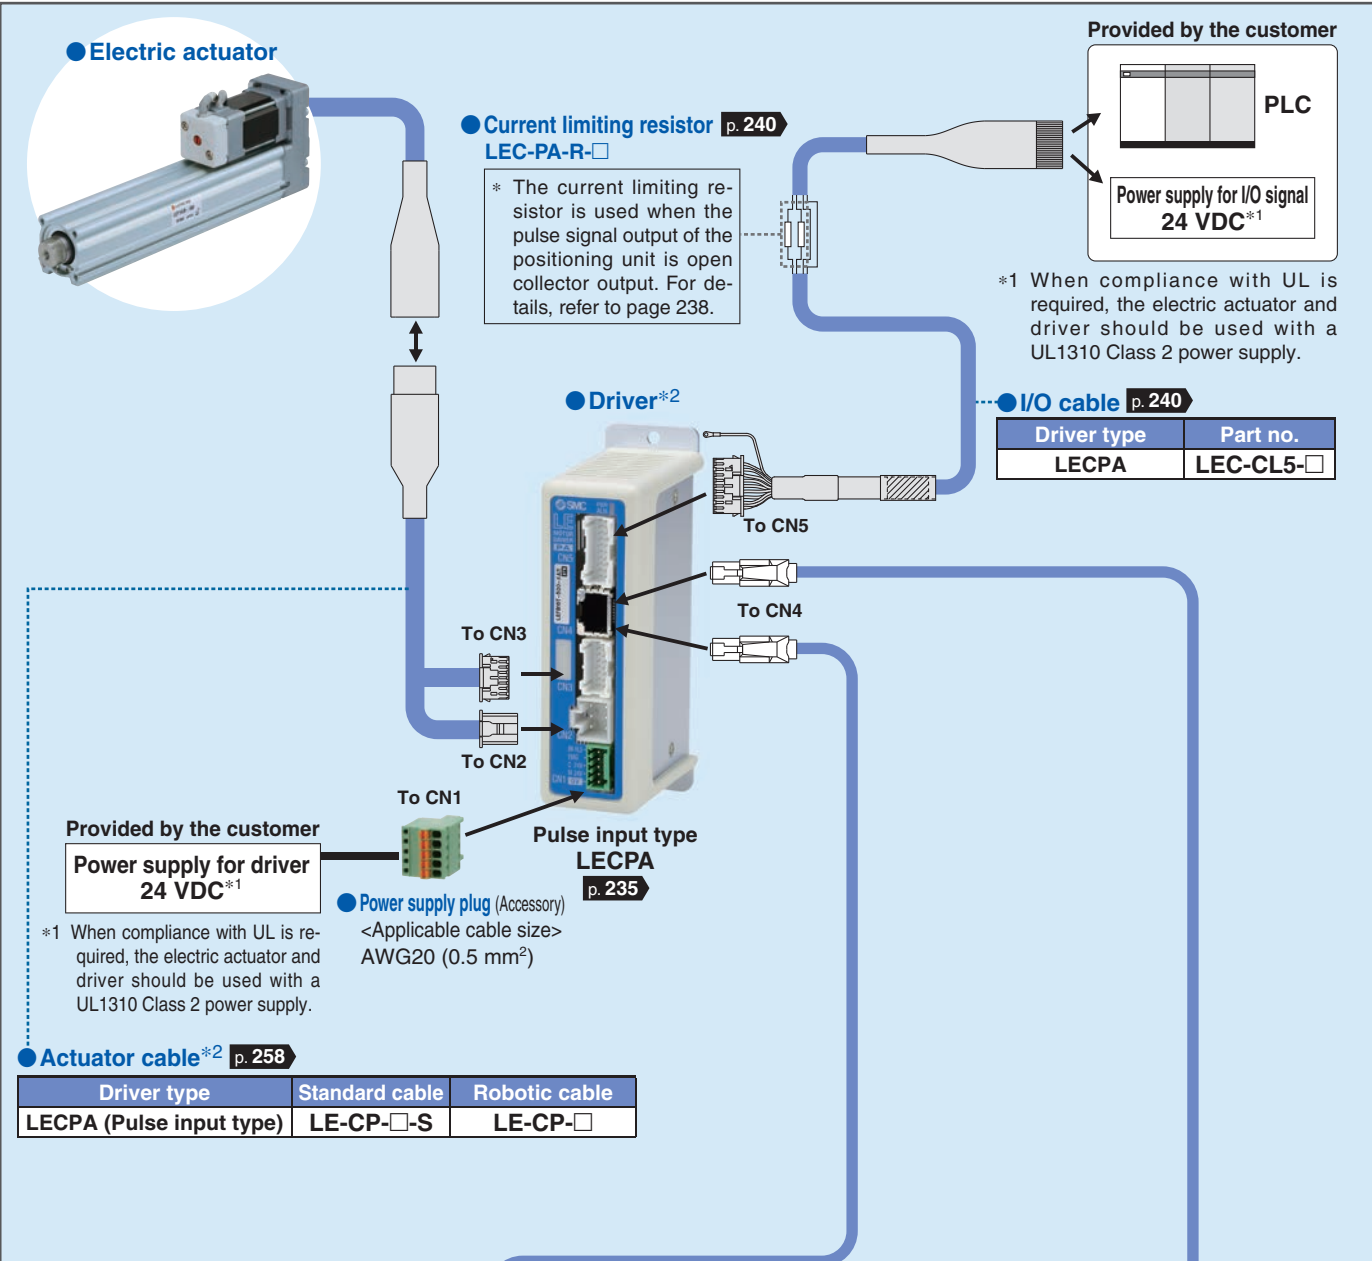 Provided by the customer
● Electric actuator
PLC
● Current limiting resistor p. 240
LEC-PA-R-□
* The current limiting re-
sistor is used when the
pulse signal output of the
positioning unit is open
collector output. For de-
tails, refer to page 238.
Power supply for I/O signal
24 VDC*1
*1 When compliance with UL is
required, the electric actuator and
driver should be used with a
UL1310 Class 2 power supply.
● Driver*2
● I/O cable p. 240
Driver type Part no.
LECPA LEC-CL5-□
SMC
PA
CN5
CN4
CN3
CN2
CN1
To CN5
To CN4
To CN3
To CN2
To CN1
Provided by the customer
Power supply for driver
24 VDC*1
*1 When compliance with UL is re-
quired, the electric actuator and
driver should be used with a
UL1310 Class 2 power supply.
Pulse input type
LECPA
p. 235
● Power supply plug (Accessory)
<Applicable cable size>
AWG20 (0.5 mm²)
● Actuator cable*2 p. 258
Driver type Standard cable Robotic cable
LECPA (Pulse input type) LE-CP-□-S LE-CP-□